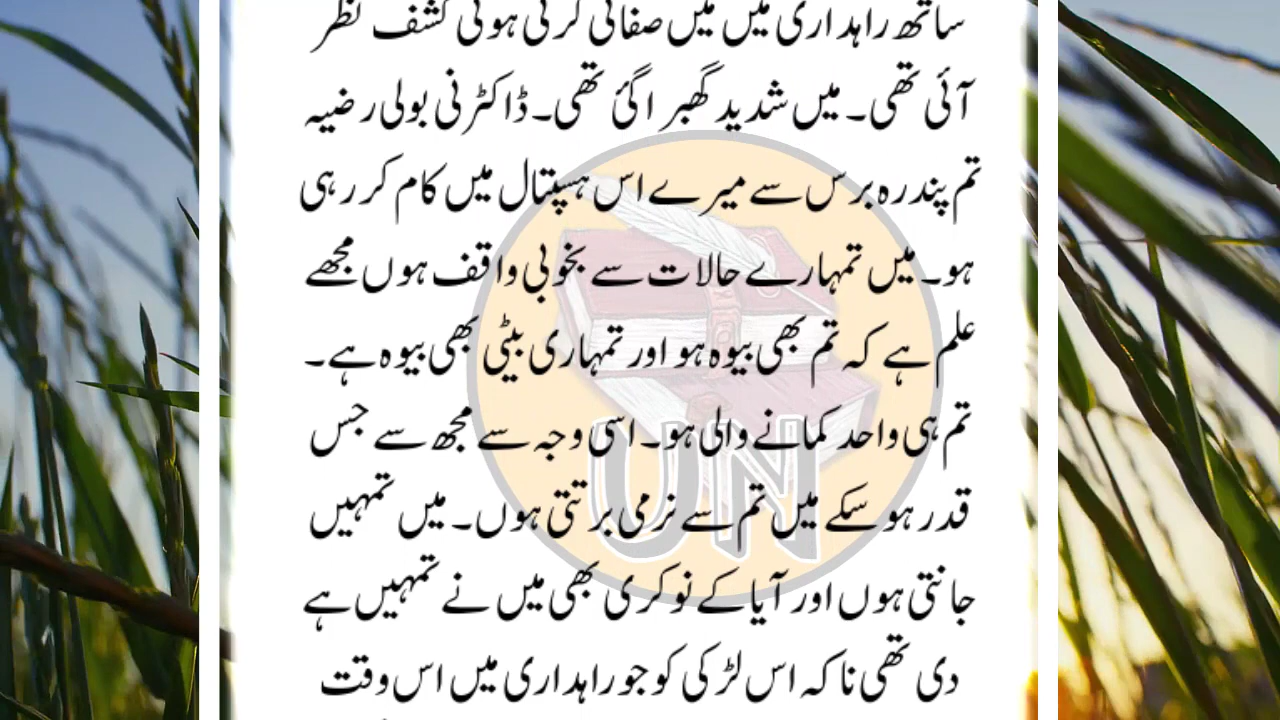 ساتھ راہداری میں میں صفائی کرتی ہوئی کشف نظر
آئی تھی۔ میں شدید گھبر اگئ تھی۔ ڈاکٹرنی بولی رضیہ
تم پندرہ برس سے میرے اس ہسپتال میں کام کر رہی
ہو۔ میں تمہارے حالات سے بخوبی واقف ہوں مجھے
علم ہے کہ تم بھی بیوہ ہو اور تمہاری بیٹی بھی بیوہ ہے۔
تم ہی واحد کمانے والی ہو۔ اسی وجہ سے مجھ سے جس
قدر ہو سکے میں تم سے نرمی برتتی ہوں۔ میں تمہیں
جانتی ہوں اور آیا کے نوکری بھی میں نے تمہیں ہے
دی تھی نا کہ اس لڑکی کو جو راہداری میں اس وقت
UN